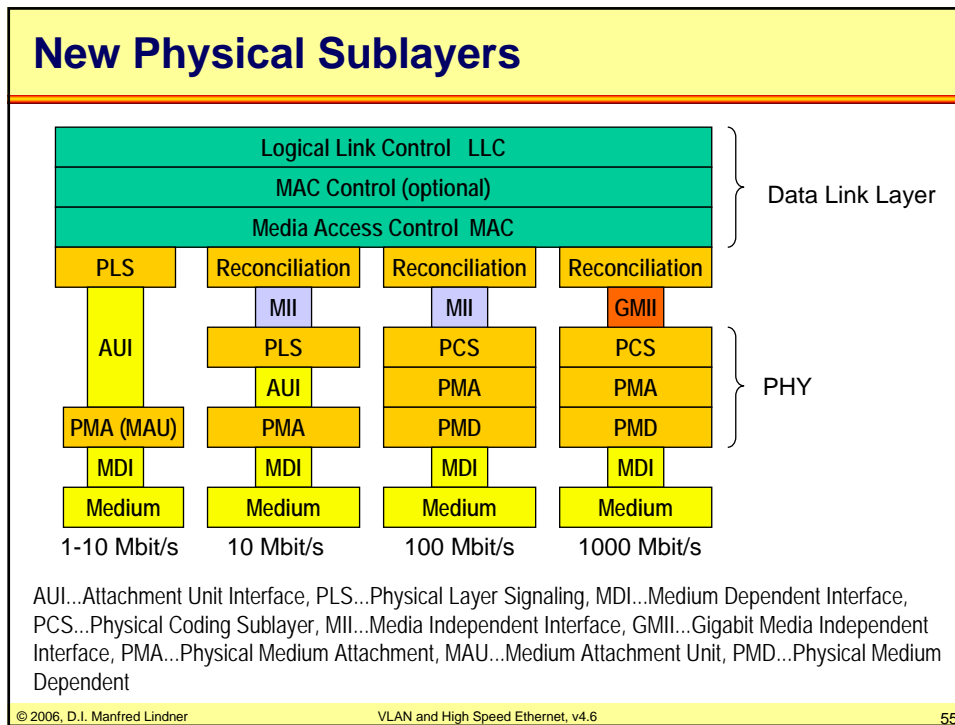 New Physical Sublayers
Logical Link Control LLC
MAC Control (optional)
Media Access Control MAC
Data Link Layer
PLS
Reconciliation
Reconciliation
Reconciliation
MII
MII
GMII
AUI
PLS
PCS
PCS
AUI
PMA
PMA
PHY
PMA (MAU)
PMA
PMD
PMD
MDI
MDI
MDI
MDI
Medium
Medium
Medium
Medium
1-10 Mbit/s
10 Mbit/s
100 Mbit/s
1000 Mbit/s
AUI...Attachment Unit Interface, PLS...Physical Layer Signaling, MDI...Medium Dependent Interface,
PCS...Physical Coding Sublayer, MII...Media Independent Interface, GMII...Gigabit Media Independent
Interface, PMA...Physical Medium Attachment, MAU...Medium Attachment Unit, PMD...Physical Medium
Dependent
© 2006, D.I. Manfred Lindner
VLAN and High Speed Ethernet, v4.6
55